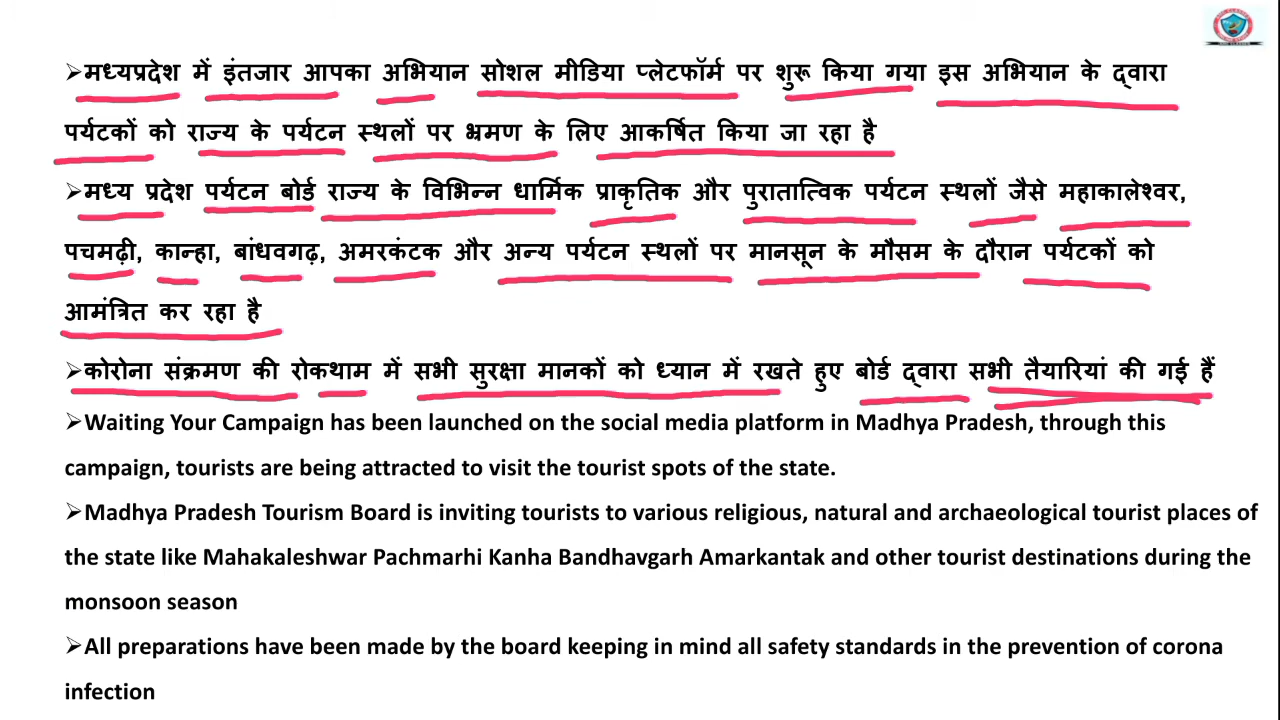 ➢मध्यप्रदेश में इंतजार आपका अभियान सोशल मीडिया प्लेटफॉर्म पर शुरू किया गया इस अभियान के द्वारा
पर्यटकों को राज्य के पर्यटन स्थलों पर भ्रमण के लिए आकर्षित किया जा रहा है
➢मध्य प्रदेश पर्यटन बोर्ड राज्य के विभिन्न धार्मिक प्राकृतिक और पुरातात्विक पर्यटन स्थलों जैसे महाकालेश्वर,
पचमढ़ी, कान्हा, बांधवगढ़, अमरकंटक और अन्य पर्यटन स्थलों पर मानसून के मौसम के दौरान पर्यटकों को
आमंत्रित कर रहा है
➢कोरोना संक्रमण की रोकथाम में सभी सुरक्षा मानकों को ध्यान में रखते हुए बोर्ड द्वारा सभी तैयारियां की गई हैं
➢Waiting Your Campaign has been launched on the social media platform in Madhya Pradesh, through this
campaign, tourists are being attracted to visit the tourist spots of the state.
➢Madhya Pradesh Tourism Board is inviting tourists to various religious, natural and archaeological tourist places of
the state like Mahakaleshwar Pachmarhi Kanha Bandhavgarh Amarkantak and other tourist destinations during the
monsoon season
➢All preparations have been made by the board keeping in mind all safety standards in the prevention of corona
infection